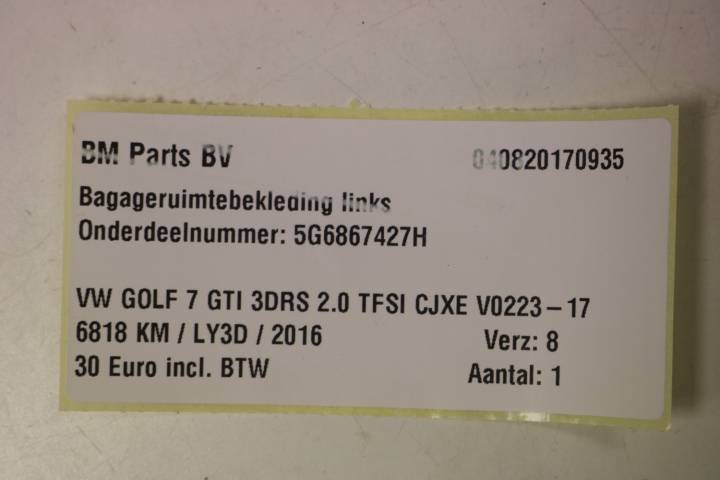 BM Parts BV 040820170935
Bagageruimtebekleding links
Onderdeelnummer: 5G6867427H
VW GOLF 7 GTI 3DRS 2.0 TFSI CJXE V0223-17
6818 KM / LY3D / 2016 Verz: 8
30 Euro incl. BTW Aantal: 1